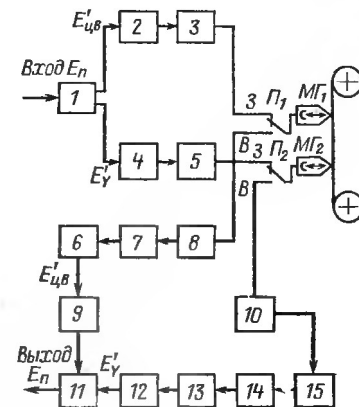 E'цв
2
3
Вход Eп
1
З
П₁
МГ₁
В
З
П₂
МГ₂
E'Y
4
5
В
6
7
8
E'цв
9
10
Выход
Eп
E'Y
11
12
13
14
15